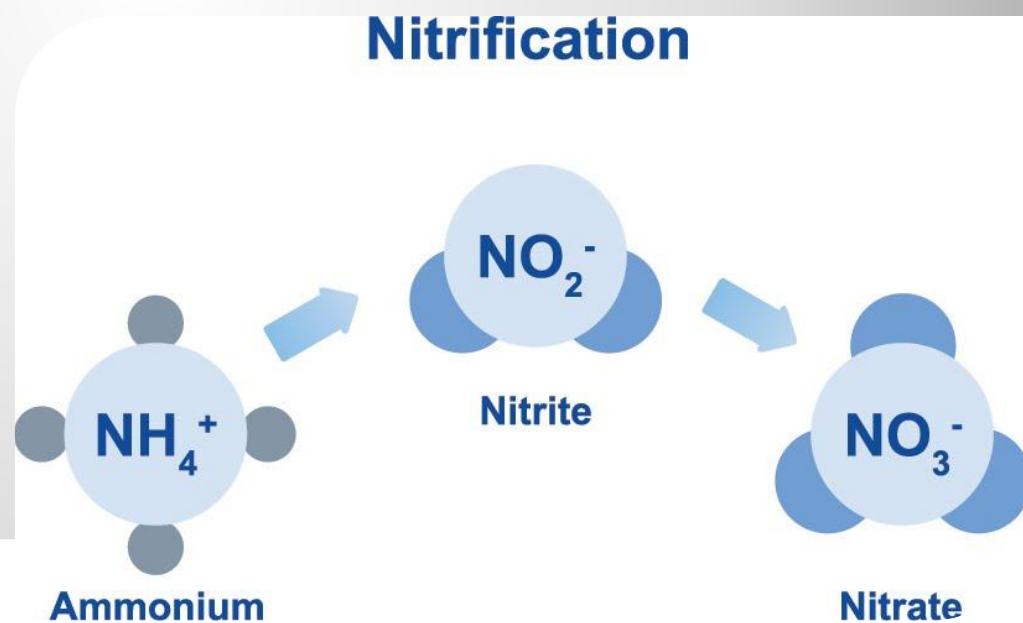 Nitrification
NO₂⁻
Nitrite
NH₄⁺
NO₃⁻
Ammonium
Nitrate